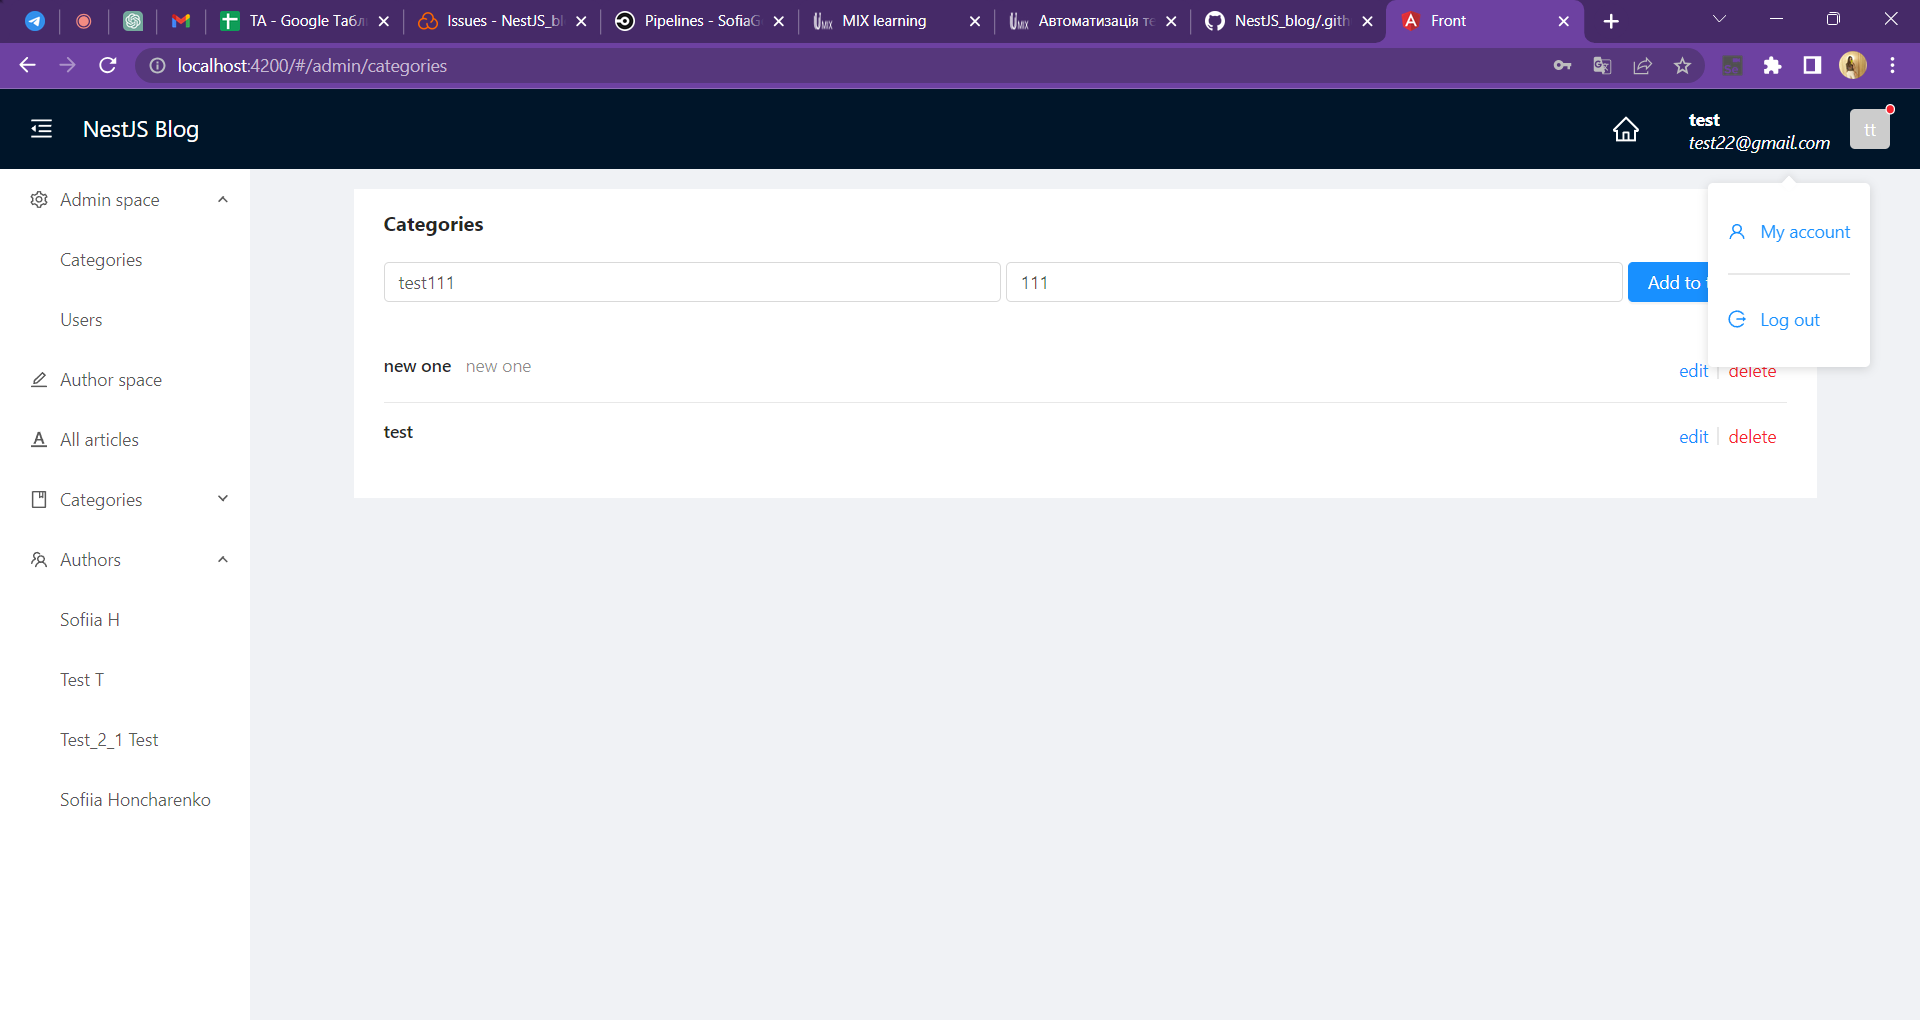 TA - Google Табл
Issues - NestJS_bl
Pipelines - SofiaG
MIX learning
Автоматизація те
NestJS_blog/.gith
Front
localhost:4200/#/admin/categories
NestJS Blog
test
test22@gmail.com
tt
Admin space
Categories
Users
Author space
All articles
Categories
Authors
Sofiia H
Test T
Test_2_1 Test
Sofiia Honcharenko
Categories
test111
111
Add to
new one new one
edit delete
test
edit delete
My account
Log out